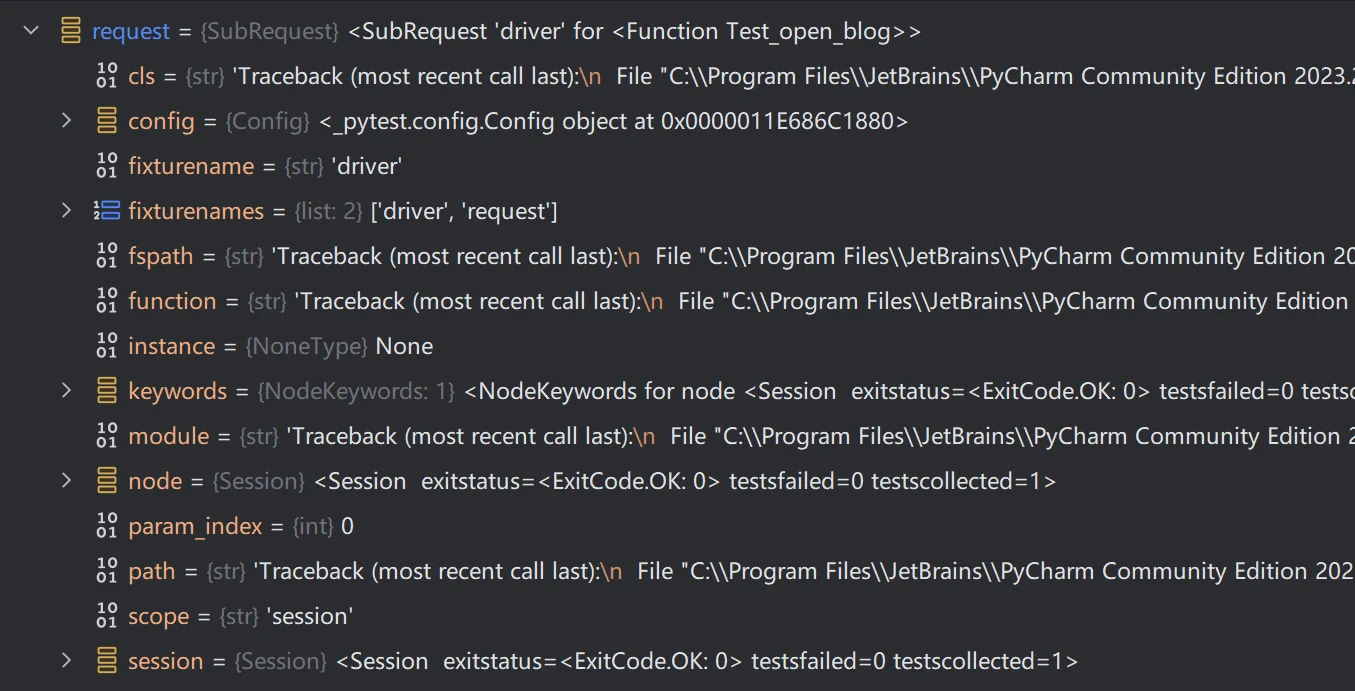 request = {SubRequest} <SubRequest 'driver' for <Function Test_open_blog>>
cls = {str} 'Traceback (most recent call last):\n  File "C:\\Program Files\\JetBrains\\PyCharm Community Edition 2023.2
config = {Config} <_pytest.config.Config object at 0x0000011E686C1880>
fixturename = {str} 'driver'
fixturenames = {list: 2} ['driver', 'request']
fspath = {str} 'Traceback (most recent call last):\n  File "C:\\Program Files\\JetBrains\\PyCharm Community Edition 20
function = {str} 'Traceback (most recent call last):\n  File "C:\\Program Files\\JetBrains\\PyCharm Community Edition
instance = {NoneType} None
keywords = {NodeKeywords: 1} <NodeKeywords for node <Session  exitstatus=<ExitCode.OK: 0> testsfailed=0 testsc
module = {str} 'Traceback (most recent call last):\n  File "C:\\Program Files\\JetBrains\\PyCharm Community Edition 2
node = {Session} <Session  exitstatus=<ExitCode.OK: 0> testsfailed=0 testscollected=1>
param_index = {int} 0
path = {str} 'Traceback (most recent call last):\n  File "C:\\Program Files\\JetBrains\\PyCharm Community Edition 202
scope = {str} 'session'
session = {Session} <Session  exitstatus=<ExitCode.OK: 0> testsfailed=0 testscollected=1>